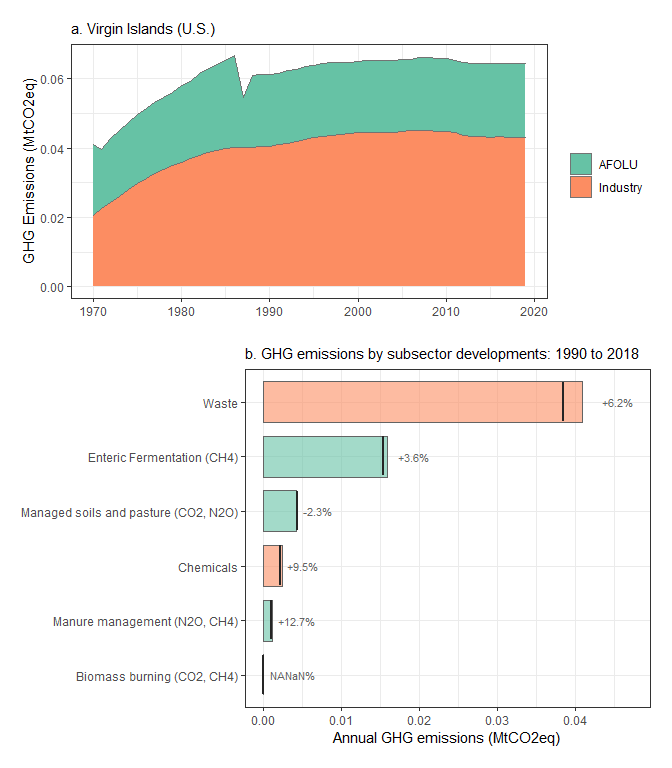 a. Virgin Islands (U.S.)
GHG Emissions (MtCO2eq)
0.06
0.04
0.02
0.00
1970 1980 1990 2000 2010 2020
AFOLU
Industry
b. GHG emissions by subsector developments: 1990 to 2018
Waste +6.2%
Enteric Fermentation (CH4) +3.6%
Managed soils and pasture (CO2, N2O) -2.3%
Chemicals +9.5%
Manure management (N2O, CH4) +12.7%
Biomass burning (CO2, CH4) NANaN%
0.00 0.01 0.02 0.03 0.04
Annual GHG emissions (MtCO2eq)